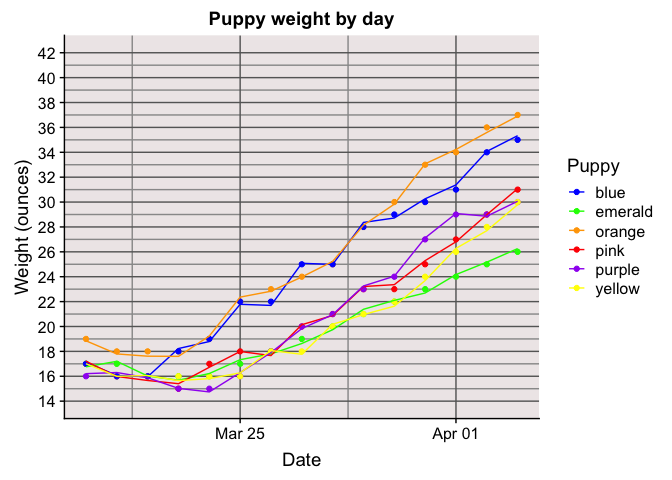 Puppy weight by day
42
40
38
36
34
32
30
28
26
24
22
20
18
16
14
Weight (ounces)
Mar 25
Apr 01
Date
Puppy
blue
emerald
orange
pink
purple
yellow